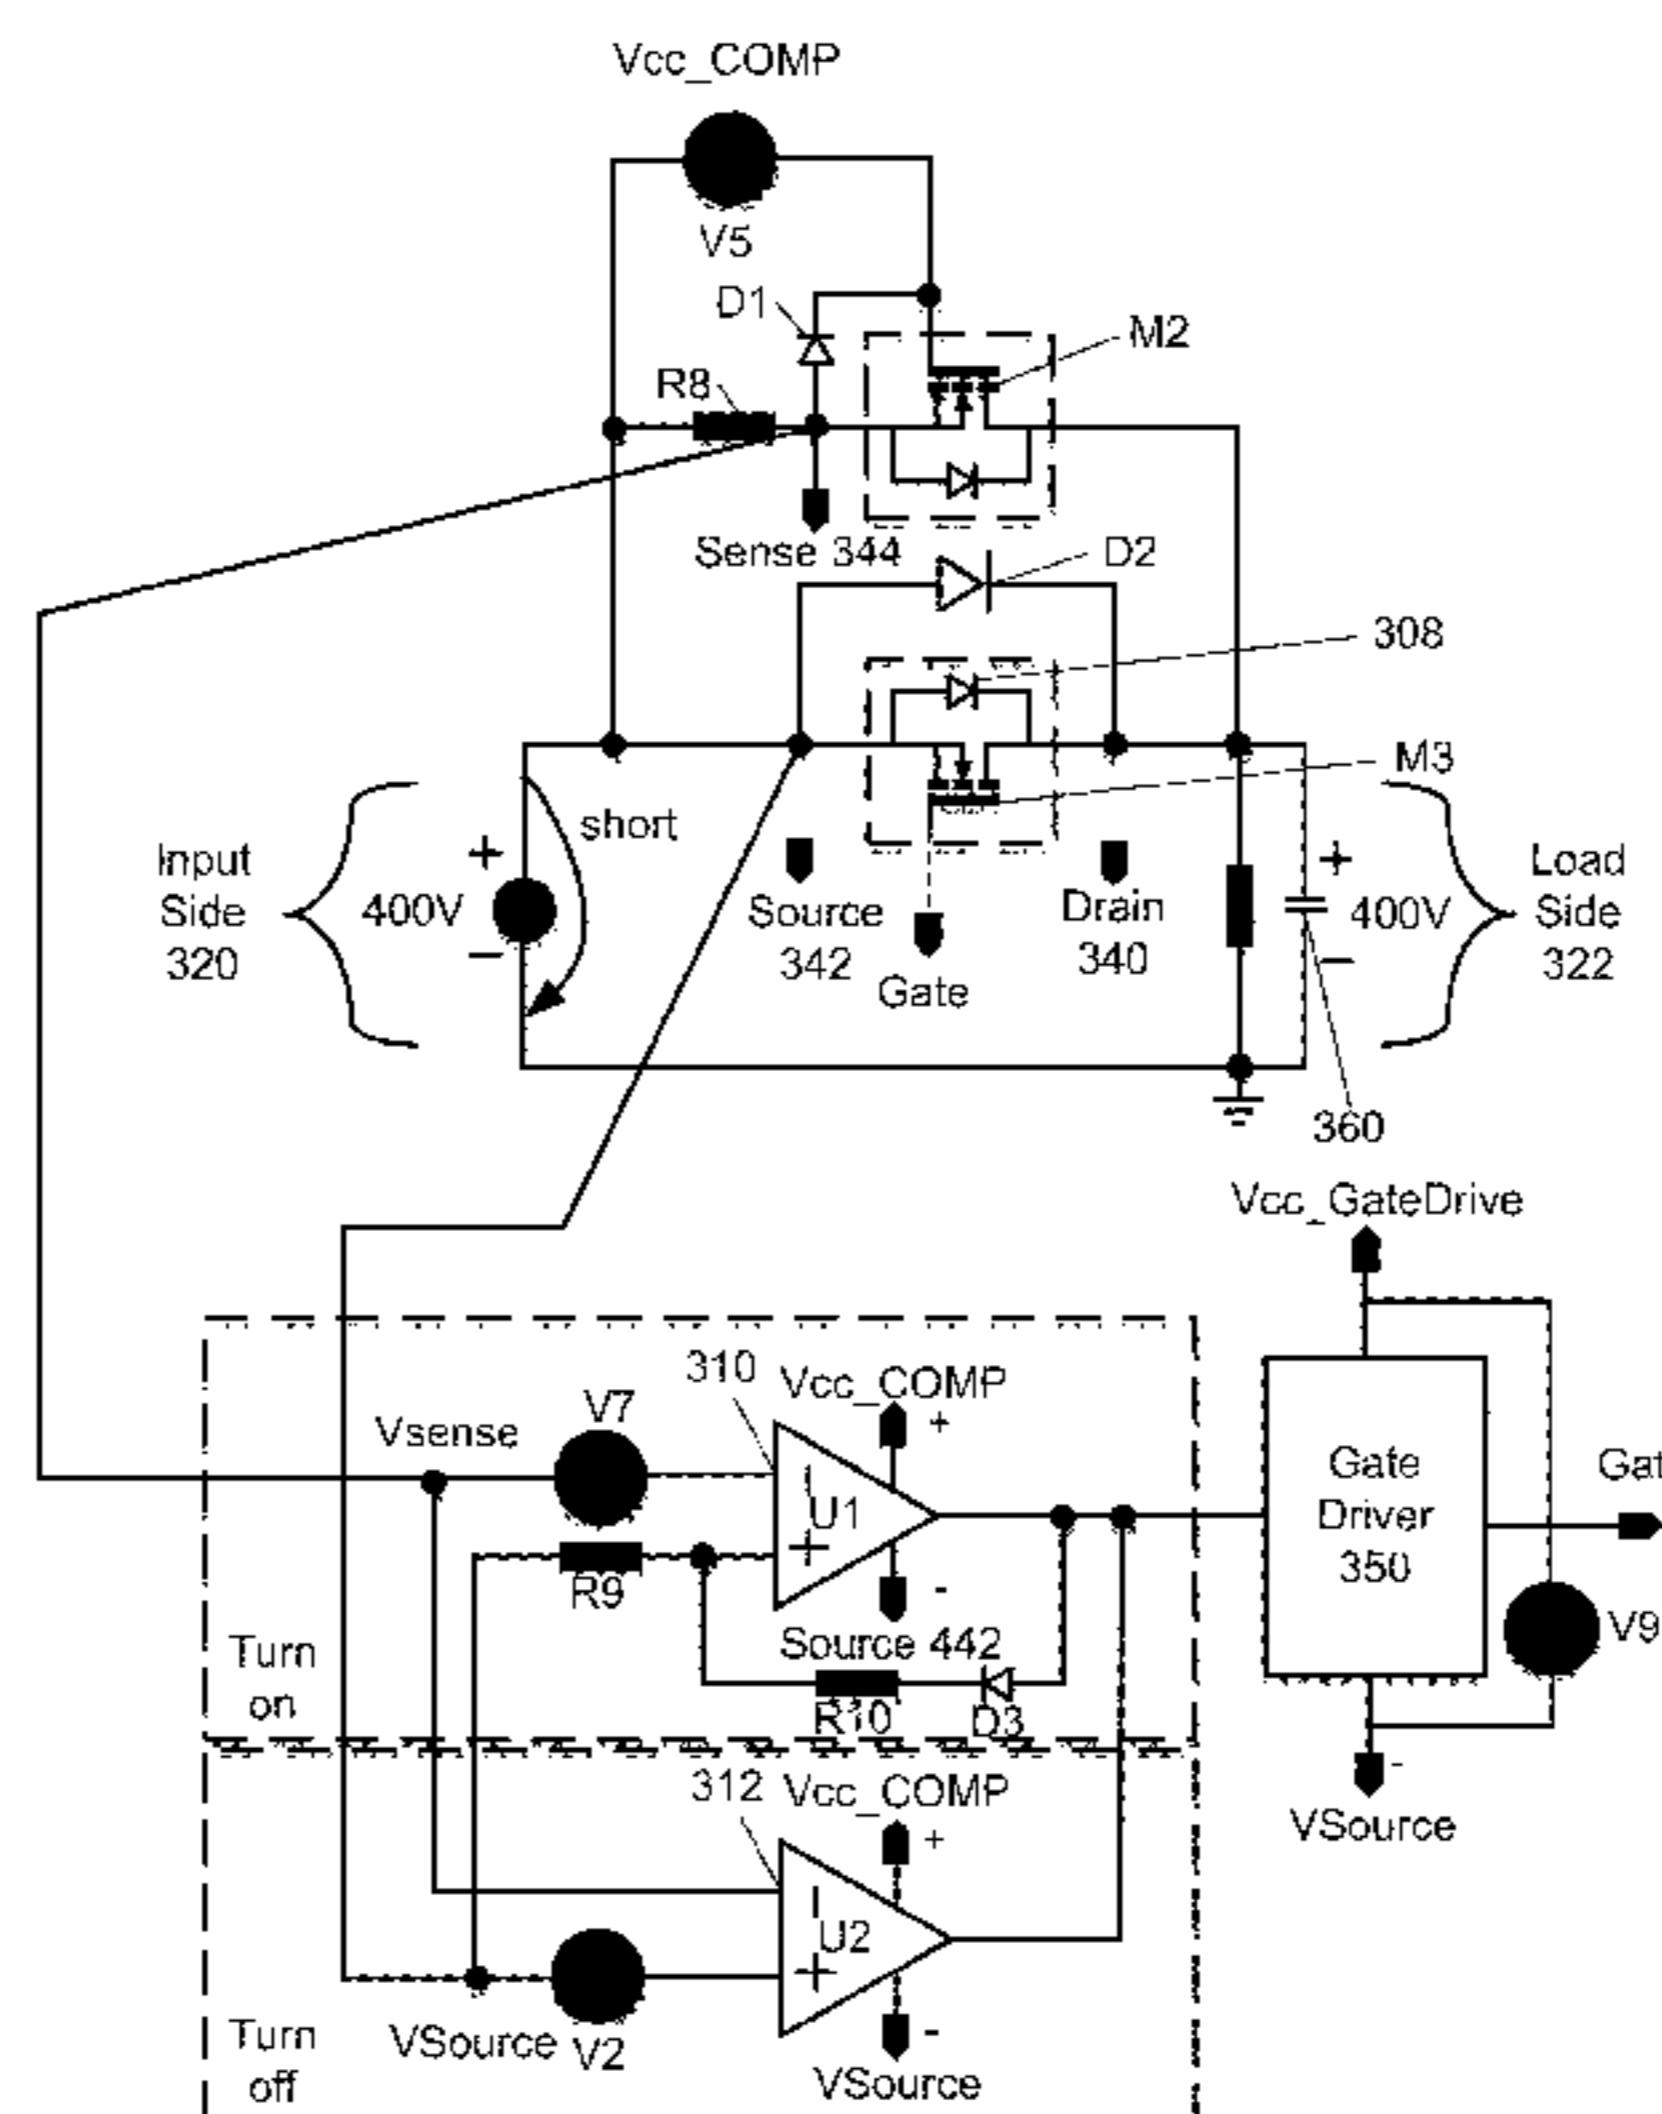 Vcc_COMP
V5
D1
M2
R8
Sense 344
D2
308
M3
short
+
+
Input
Side
320
400V
Source
342
Drain
340
400V
Load
Side
322
−
−
Gate
360
Vcc_GateDrive
310
Vcc_COMP
+
V7
Vsense
U1
−
+
R9
-
Source 442
Turn
on
R10
D3
Gate
Driver
350
Gat
V9
-
VSource
312
Vcc_COMP
+
−
U2
+
-
VSource
V2
VSource
Turn
off